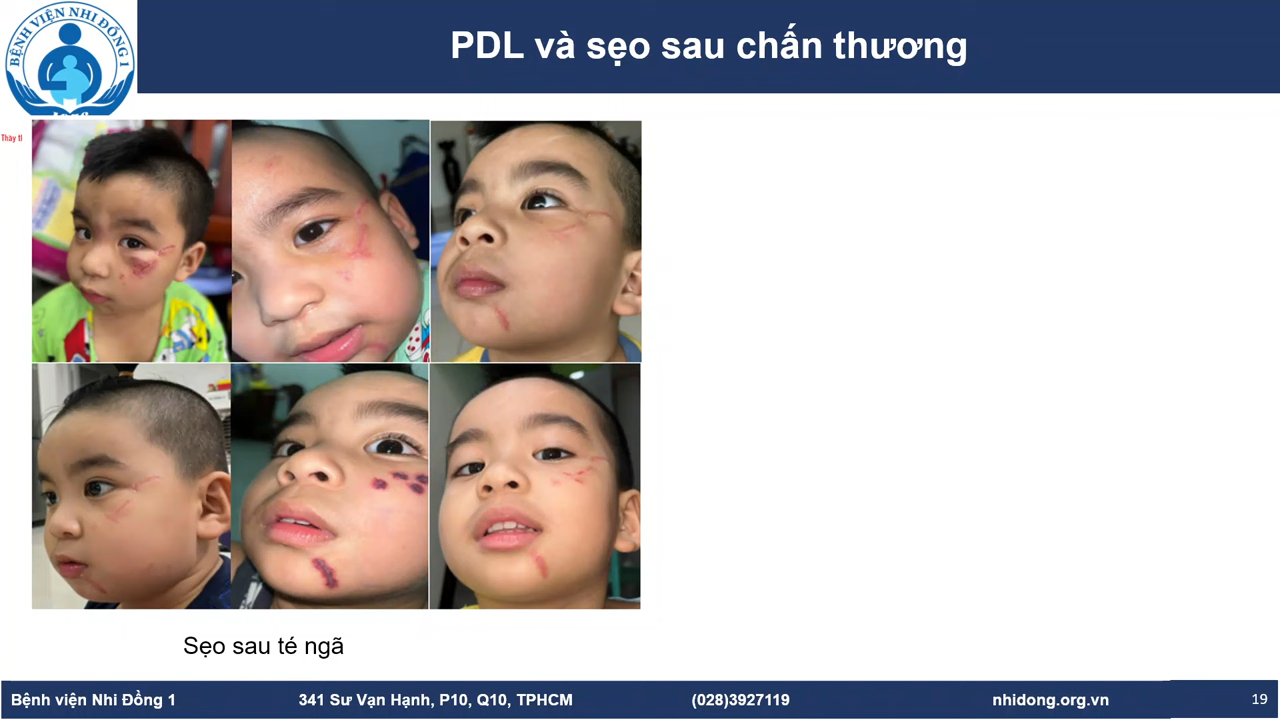 BỆNH VIỆN NHI ĐỒNG 1
PDL và sẹo sau chấn thương
Sẹo sau té ngã
Bệnh viện Nhi Đồng 1
341 Sư Vạn Hạnh, P10, Q10, TPHCM
(028)3927119
nhidong.org.vn
19